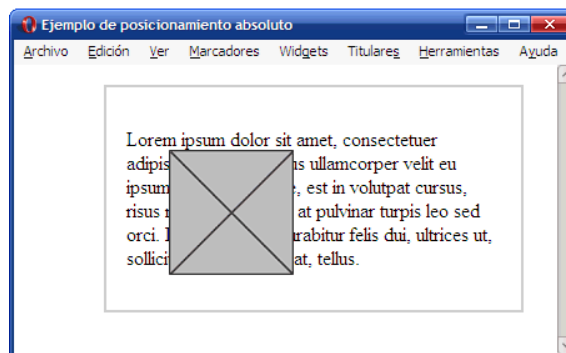 Ejemplo de posicionamiento absoluto
Archivo Edición Ver Marcadores Widgets Titulares Herramientas Ayuda
Lorem ipsum dolor sit amet, consectetuer
adipis us ullamcorper velit eu
ipsum e, est in volutpat cursus,
risus at pulvinar turpis leo sed
orci. urabitur felis dui, ultrices ut,
sollicit at, tellus.